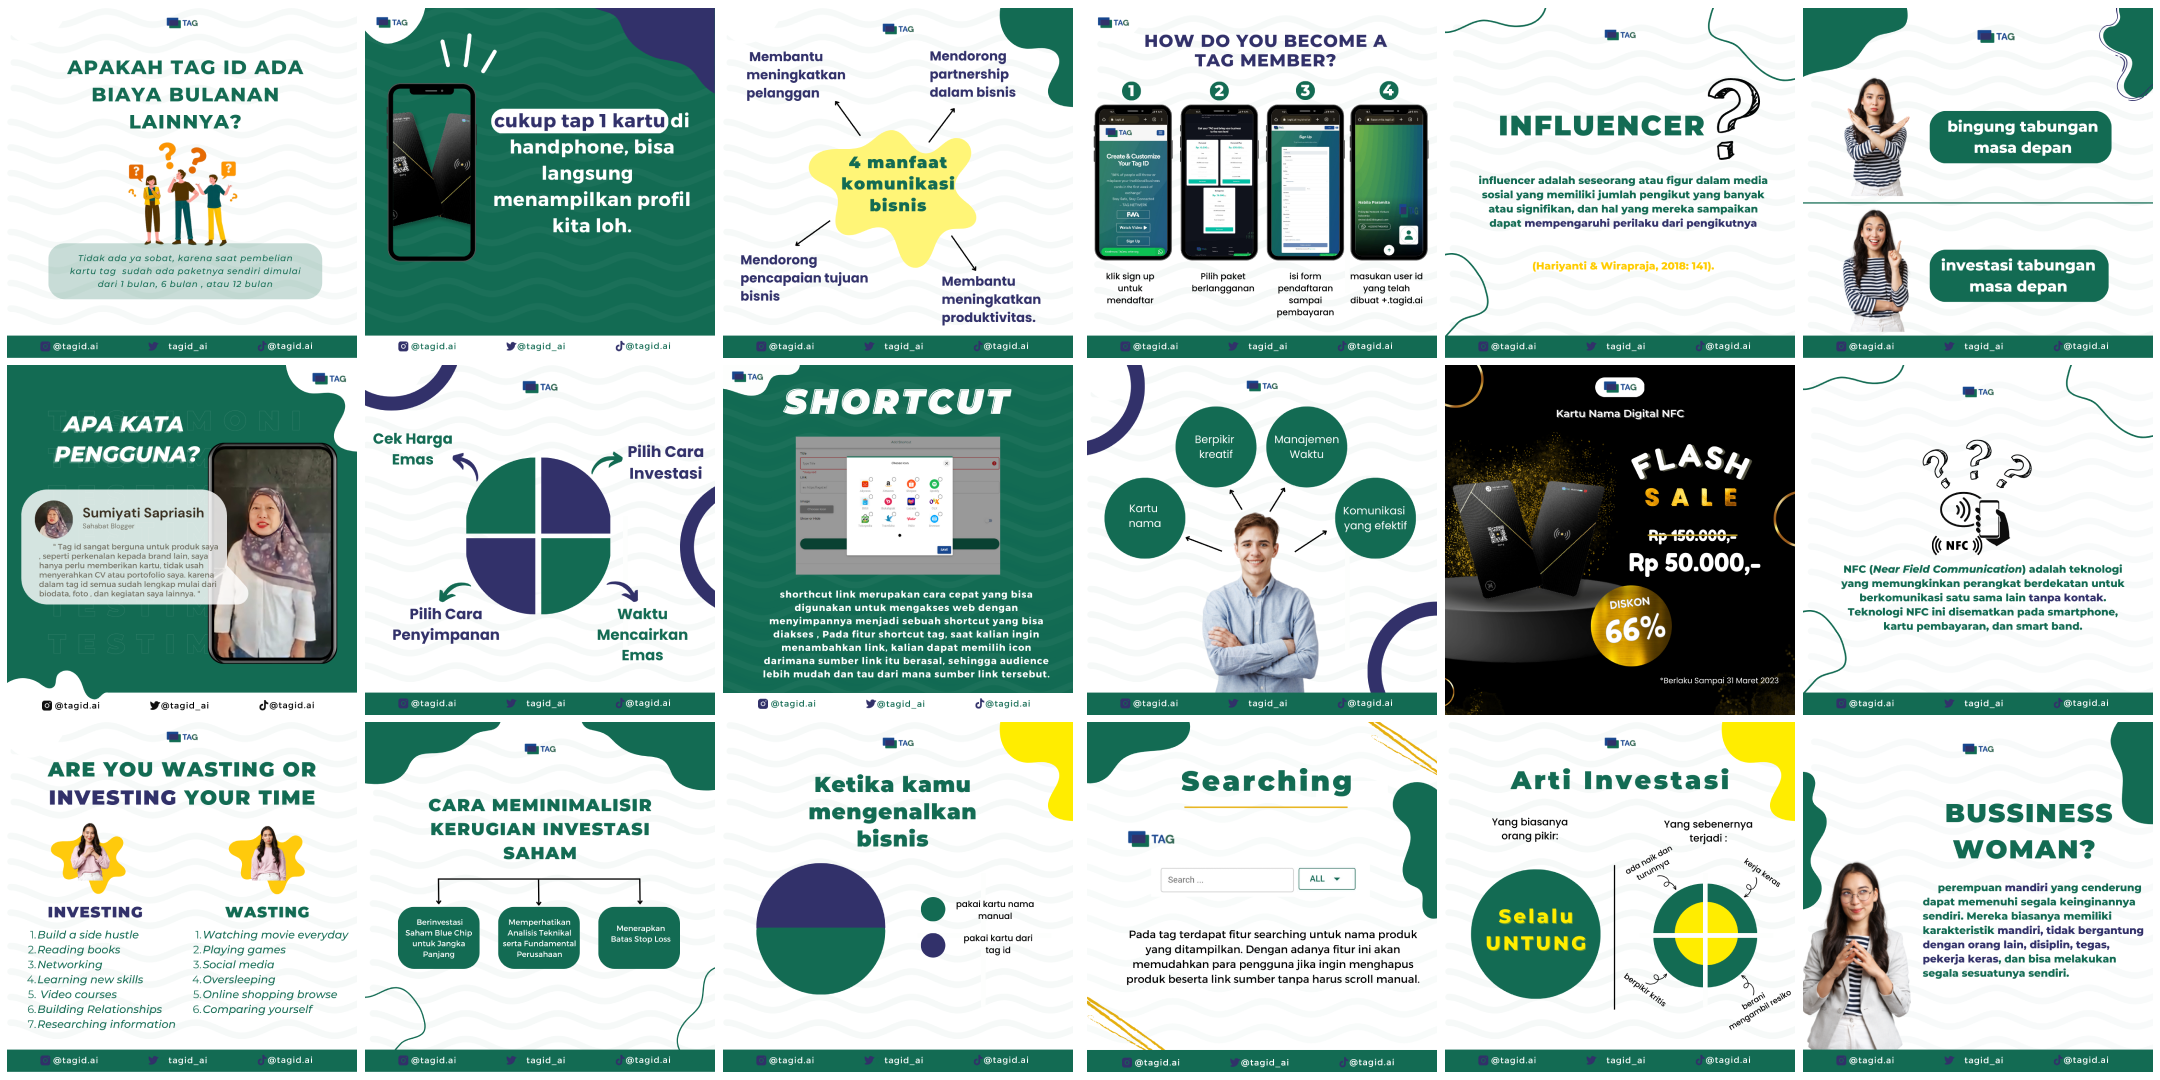 TAG
APAKAH TAG ID ADA
BIAYA BULANAN
LAINNYA?
Tidak ada ya sobat, karena saat pembelian
kartu tag sudah ada paketnya sendiri dimulai
dari 1 bulan, 6 bulan , atau 12 bulan
@tagid.ai tagid_ai @tagid.ai
TAG
cukup tap 1 kartu di
handphone, bisa
langsung
menampilkan profil
kita loh.
@tagid.ai @tagid_ai @tagid.ai
TAG
Membantu
meningkatkan
pelanggan
Mendorong
partnership
dalam bisnis
4 manfaat
komunikasi
bisnis
Mendorong
pencapaian tujuan
bisnis
Membantu
meningkatkan
produktivitas.
@tagid.ai tagid_ai @tagid.ai
TAG
HOW DO YOU BECOME A
TAG MEMBER?
1 2 3 4
TAG
Create & Customize
Your Tag ID
Watch Video
Sign Up
Sign Up
klik sign up
untuk
mendaftar
Pilih paket
berlangganan
isi form
pendaftaran
sampai
pembayaran
masukan user id
yang telah
dibuat +.tagid.ai
@tagid.ai tagid_ai @tagid.ai
TAG
INFLUENCER
?
influencer adalah seseorang atau figur dalam media
sosial yang memiliki jumlah pengikut yang banyak
atau signifikan, dan hal yang mereka sampaikan
dapat mempengaruhi perilaku dari pengikutnya
(Hariyanti & Wirapraja, 2018: 141).
@tagid.ai tagid_ai @tagid.ai
TAG
bingung tabungan
masa depan
investasi tabungan
masa depan
@tagid.ai tagid_ai @tagid.ai
TAG
APA KATA
PENGGUNA?
Sumiyati Sapriasih
Sahabat Blogger
" Tag id sangat berguna untuk produk saya
, seperti perkenalan kepada brand lain, saya
hanya perlu memberikan kartu, tidak usah
menyerahkan CV atau portofolio saya. karena
dalam tag id semua sudah lengkap mulai dari
biodata, foto , dan kegiatan saya lainnya. "
@tagid.ai @tagid_ai @tagid.ai
TAG
Cek Harga
Emas
Pilih Cara
Investasi
Pilih Cara
Penyimpanan
Waktu
Mencairkan
Emas
@tagid.ai tagid_ai @tagid.ai
TAG
SHORTCUT
shorthcut link merupakan cara cepat yang bisa
digunakan untuk mengakses web dengan
menyimpannya menjadi sebuah shortcut yang bisa
diakses , Pada fitur shortcut tag, saat kalian ingin
menambahkan link, kalian dapat memilih icon
darimana sumber link itu berasal, sehingga audience
lebih mudah dan tau dari mana sumber link tersebut.
@tagid.ai @tagid_ai @tagid.ai
TAG
Berpikir
kreatif
Manajemen
Waktu
Kartu
nama
Komunikasi
yang efektif
@tagid.ai tagid_ai @tagid.ai
TAG
Kartu Nama Digital NFC
FLASH
SALE
Rp 150.000,-
Rp 50.000,-
DISKON
66%
*Berlaku Sampai 31 Maret 2023
TAG
NFC
NFC (Near Field Communication) adalah teknologi
yang memungkinkan perangkat berdekatan untuk
berkomunikasi satu sama lain tanpa kontak.
Teknologi NFC ini disematkan pada smartphone,
kartu pembayaran, dan smart band.
@tagid.ai tagid_ai @tagid.ai
TAG
ARE YOU WASTING OR
INVESTING YOUR TIME
INVESTING
1.Build a side hustle
2.Reading books
3.Networking
4.Learning new skills
5. Video courses
6.Building Relationships
7.Researching information
WASTING
1.Watching movie everyday
2.Playing games
3.Social media
4.Oversleeping
5.Online shopping browse
6.Comparing yourself
@tagid.ai tagid_ai @tagid.ai
TAG
CARA MEMINIMALISIR
KERUGIAN INVESTASI
SAHAM
Berinvestasi
Saham Blue Chip
untuk Jangka
Panjang
Memperhatikan
Analisis Teknikal
serta Fundamental
Perusahaan
Menerapkan
Batas Stop Loss
@tagid.ai tagid_ai @tagid.ai
TAG
Ketika kamu
mengenalkan
bisnis
pakai kartu nama
manual
pakai kartu dari
tag id
@tagid.ai tagid_ai @tagid.ai
Searching
TAG
Search ...
ALL
Pada tag terdapat fitur searching untuk nama produk
yang ditampilkan. Dengan adanya fitur ini akan
memudahkan para pengguna jika ingin menghapus
produk beserta link sumber tanpa harus scroll manual.
@tagid.ai @tagid_ai @tagid.ai
TAG
Arti Investasi
Yang biasanya
orang pikir:
Selalu
UNTUNG
Yang sebenernya
terjadi :
ada naik dan
turunnya
kerja keras
berpikir kritis
berani
mengambil resiko
@tagid.ai tagid_ai @tagid.ai
TAG
BUSSINESS
WOMAN?
perempuan mandiri yang cenderung
dapat memenuhi segala keinginannya
sendiri. Mereka biasanya memiliki
karakteristik mandiri, tidak bergantung
dengan orang lain, disiplin, tegas,
pekerja keras, dan bisa melakukan
segala sesuatunya sendiri.
@tagid.ai tagid_ai @tagid.ai